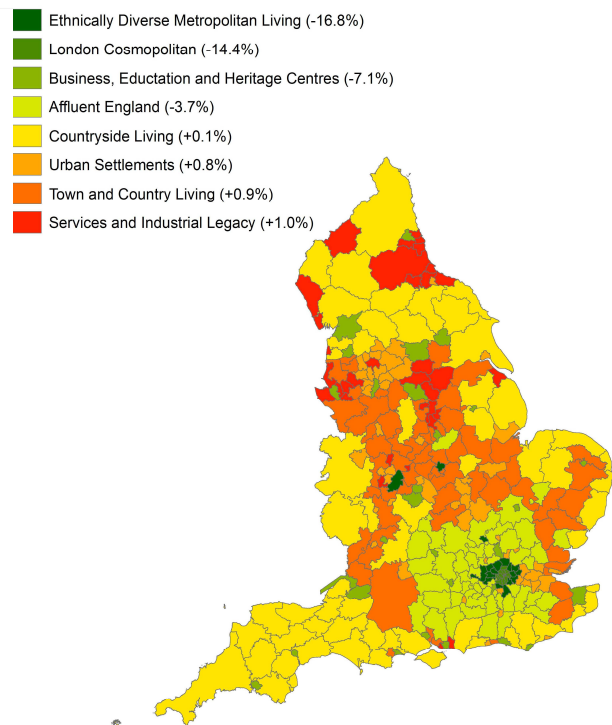 Ethnically Diverse Metropolitan Living (-16.8%)
London Cosmopolitan (-14.4%)
Business, Eductation and Heritage Centres (-7.1%)
Affluent England (-3.7%)
Countryside Living (+0.1%)
Urban Settlements (+0.8%)
Town and Country Living (+0.9%)
Services and Industrial Legacy (+1.0%)